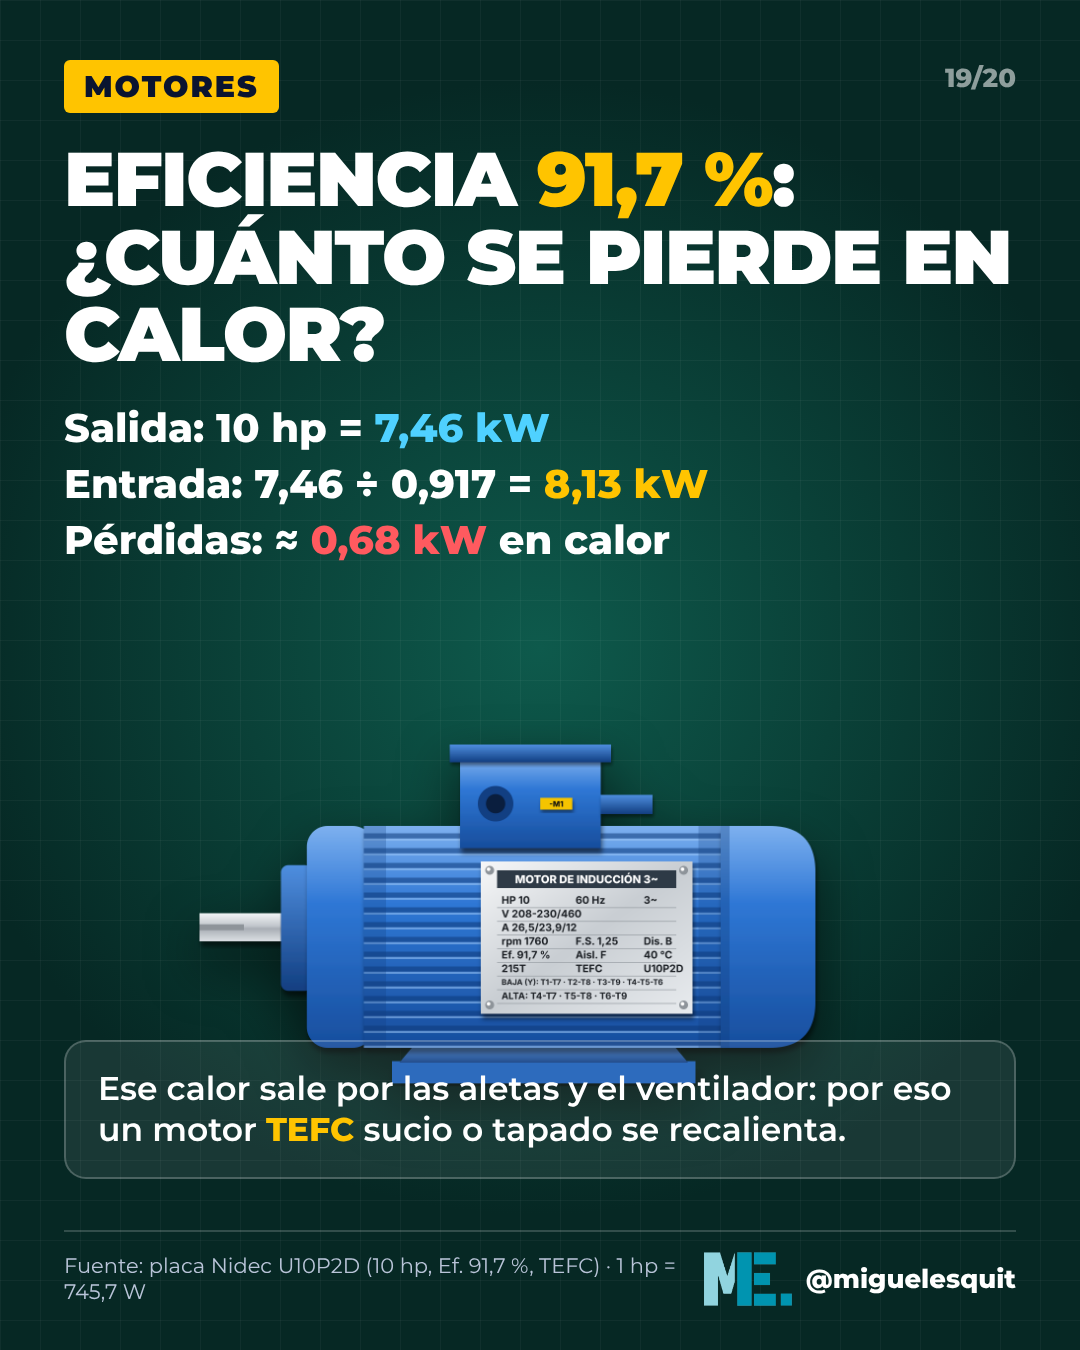 MOTORES
19/20
EFICIENCIA 91,7 %:
¿CUÁNTO SE PIERDE EN
CALOR?
Salida: 10 hp = 7,46 kW
Entrada: 7,46 ÷ 0,917 = 8,13 kW
Pérdidas: ≈ 0,68 kW en calor
-M1
MOTOR DE INDUCCIÓN 3~
HP 10 60 Hz 3~
V 208-230/460
A 26,5/23,9/12
rpm 1760 F.S. 1,25 Dis. B
Ef. 91,7 % Aisl. F 40 °C
215T TEFC U10P2D
BAJA (Y): T1-T7 · T2-T8 · T3-T9 · T4-T5-T6
ALTA: T4-T7 · T5-T8 · T6-T9
Ese calor sale por las aletas y el ventilador: por eso
un motor TEFC sucio o tapado se recalienta.
Fuente: placa Nidec U10P2D (10 hp, Ef. 91,7 %, TEFC) · 1 hp =
745,7 W
ME.
@miguelesquit